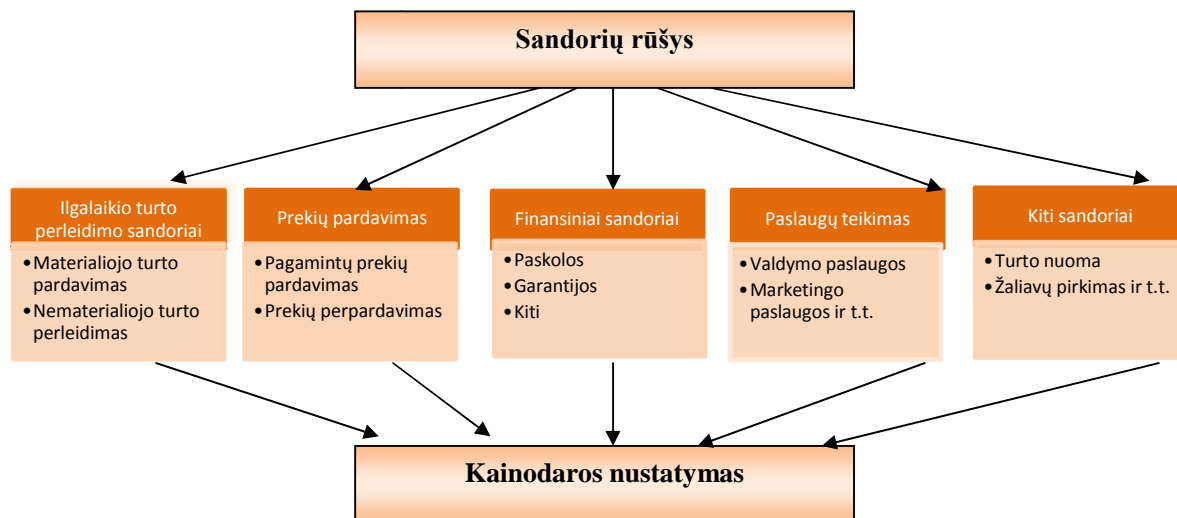 Sandorių rūšys
Ilgalaikio turto
perleidimo sandoriai
• Materialiojo turto
pardavimas
• Nematerialiojo turto
perleidimas
Prekių pardavimas
• Pagamintų prekių
pardavimas
• Prekių perpardavimas
Finansiniai sandoriai
• Paskolos
• Garantijos
• Kiti
Paslaugų teikimas
• Valdymo paslaugos
• Marketingo
paslaugos ir t.t.
Kiti sandoriai
• Turto nuoma
• Žaliavų pirkimas ir t.t.
Kainodaros nustatymas